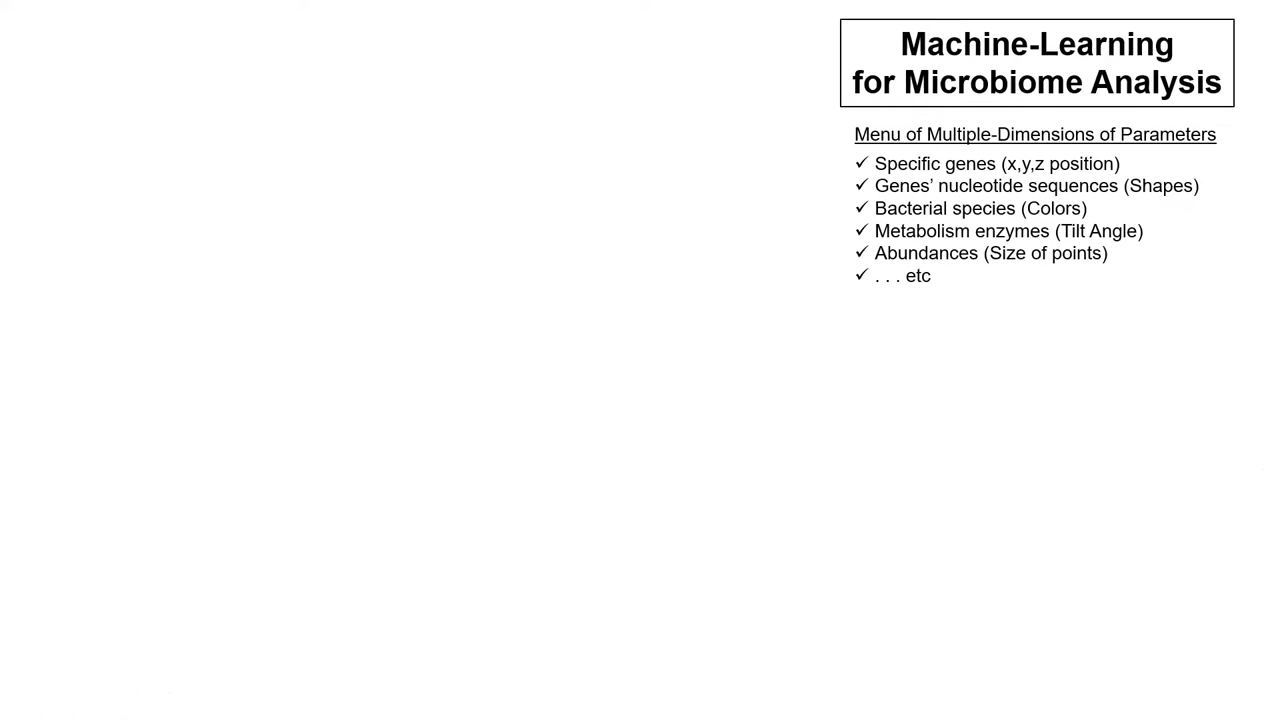 Machine-Learning
for Microbiome Analysis
Menu of Multiple-Dimensions of Parameters
✓ Specific genes (x,y,z position)
✓ Genes’ nucleotide sequences (Shapes)
✓ Bacterial species (Colors)
✓ Metabolism enzymes (Tilt Angle)
✓ Abundances (Size of points)
✓ . . . etc